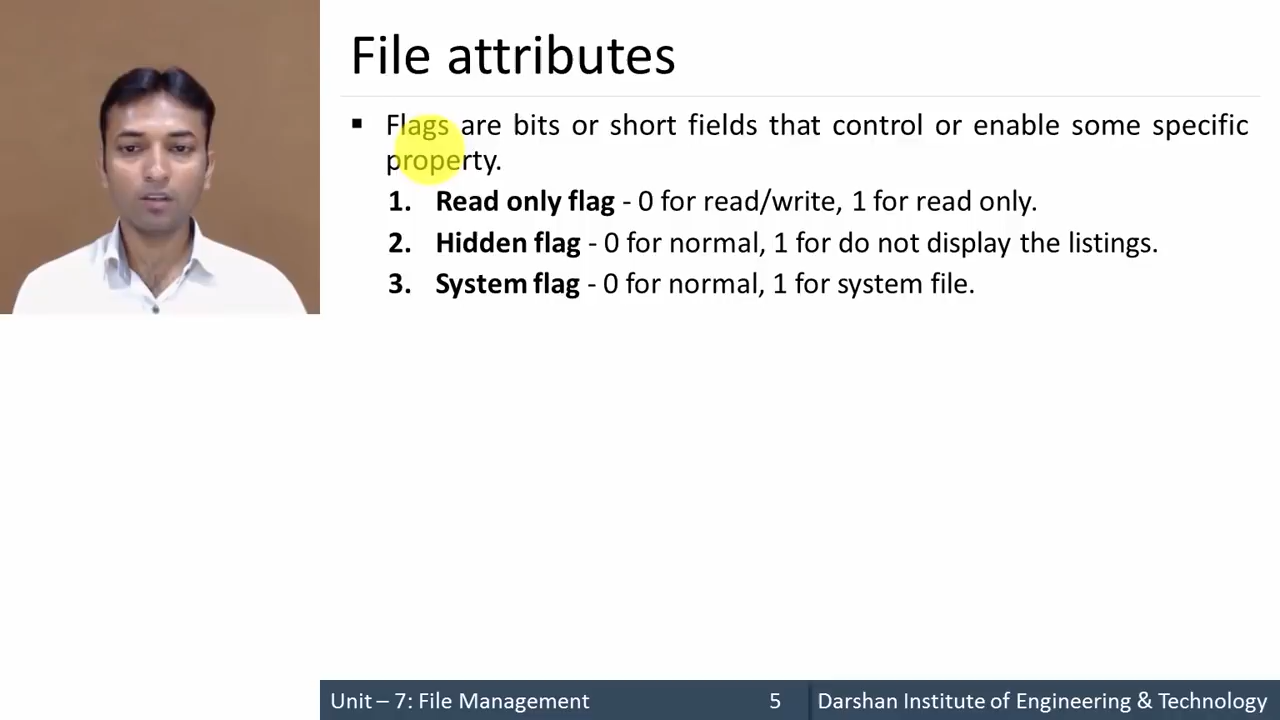 File attributes
▪ Flags are bits or short fields that control or enable some specific
property.
1. Read only flag - 0 for read/write, 1 for read only.
2. Hidden flag - 0 for normal, 1 for do not display the listings.
3. System flag - 0 for normal, 1 for system file.
Unit – 7: File Management 5 Darshan Institute of Engineering & Technology